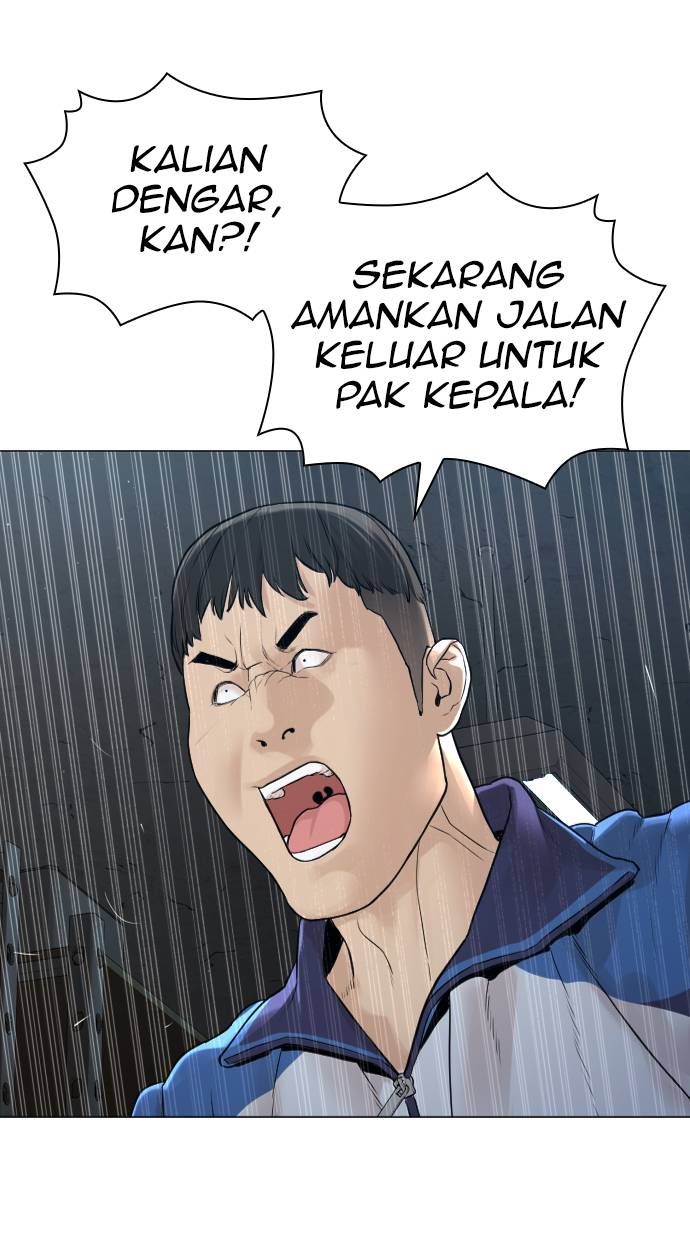 KALIAN
DENGAR,
KAN?!
SEKARANG
AMANKAN JALAN
KELUAR UNTUK
PAK KEPALA!